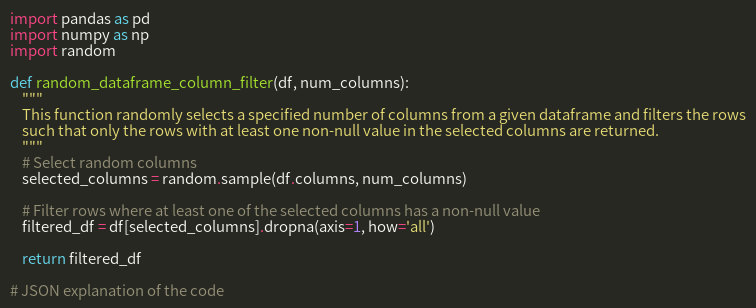 import pandas as pd
import numpy as np
import random

def random_dataframe_column_filter(df, num_columns):
    """
    This function randomly selects a specified number of columns from a given dataframe and filters the rows
    such that only the rows with at least one non-null value in the selected columns are returned.
    """
    # Select random columns
    selected_columns = random.sample(df.columns, num_columns)

    # Filter rows where at least one of the selected columns has a non-null value
    filtered_df = df[selected_columns].dropna(axis=1, how='all')

    return filtered_df

# JSON explanation of the code